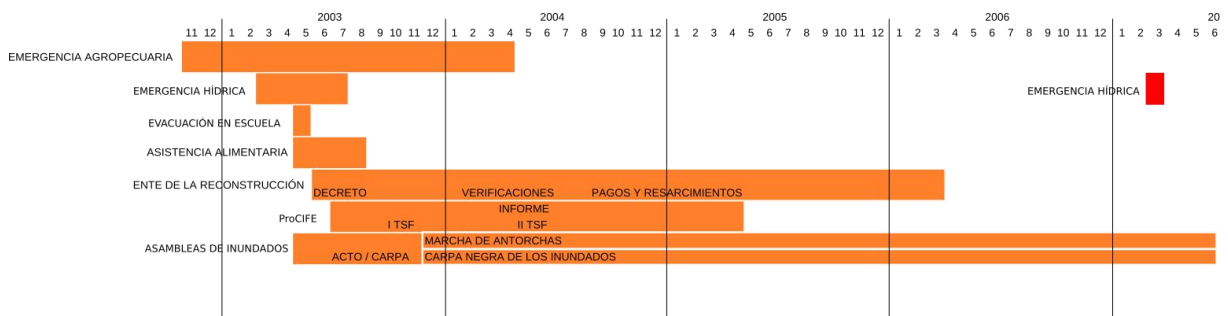 2003 2004 2005 2006 20
11 12 1 2 3 4 5 6 7 8 9 10 11 12 1 2 3 4 5 6 7 8 9 10 11 12 1 2 3 4 5 6 7 8 9 10 11 12 1 2 3 4 5 6 7 8 9 10 11 12 1 2 3 4 5 6
EMERGENCIA AGROPECUARIA
EMERGENCIA HÍDRICA EMERGENCIA HÍDRICA
EVACUACIÓN EN ESCUELA
ASISTENCIA ALIMENTARIA
ENTE DE LA RECONSTRUCCIÓN
DECRETO VERIFICACIONES PAGOS Y RESARCIMIENTOS
INFORME
ProCIFE
I TSF II TSF
MARCHA DE ANTORCHAS
ASAMBLEAS DE INUNDADOS
ACTO / CARPA CARPA NEGRA DE LOS INUNDADOS